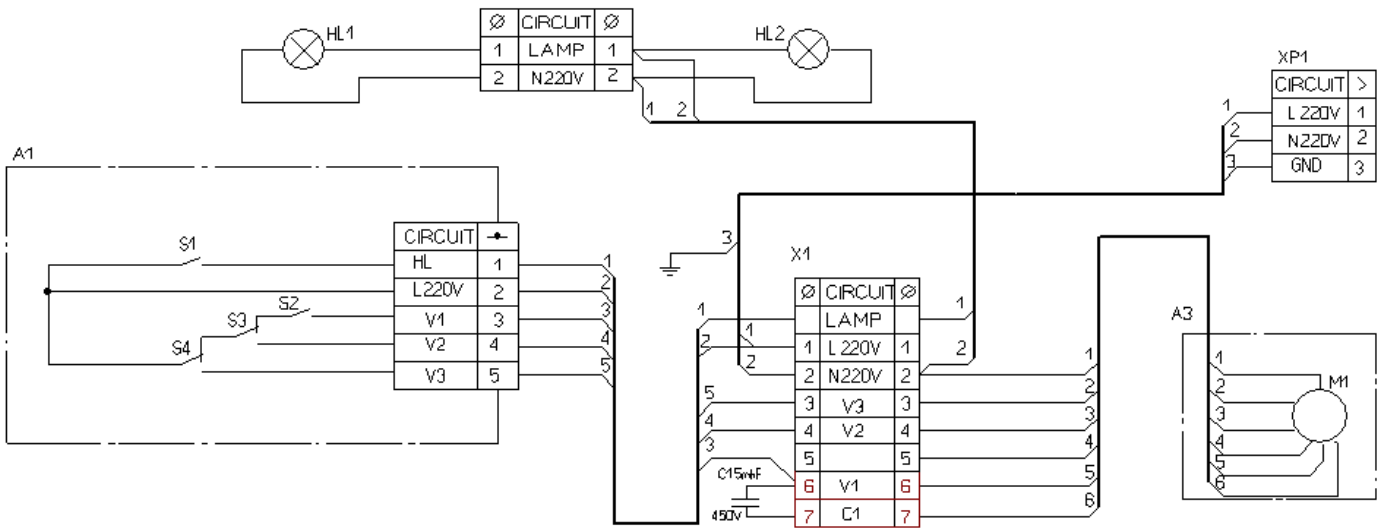 HL1
Ø CIRCUIT Ø
1 LAMP 1
2 N220V 2
HL2
1 2
XP1
CIRCUIT >
L 220V 1
N220V 2
GND 3
1
2
3
A1
S1
S2
S3
S4
CIRCUIT
HL 1
L220V 2
V1 3
V2 4
V3 5
1
2
3
4
5
3
X1
Ø CIRCUIT Ø
LAMP
1 L 220V 1
2 N220V 2
3 V3 3
4 V2 4
5 5
6 V1 6
7 C1 7
1
2
1
2
5
4
3
C15mkF
450V
1
2
1
2
3
4
5
6
A3
1
2
3
4
5
6
M1